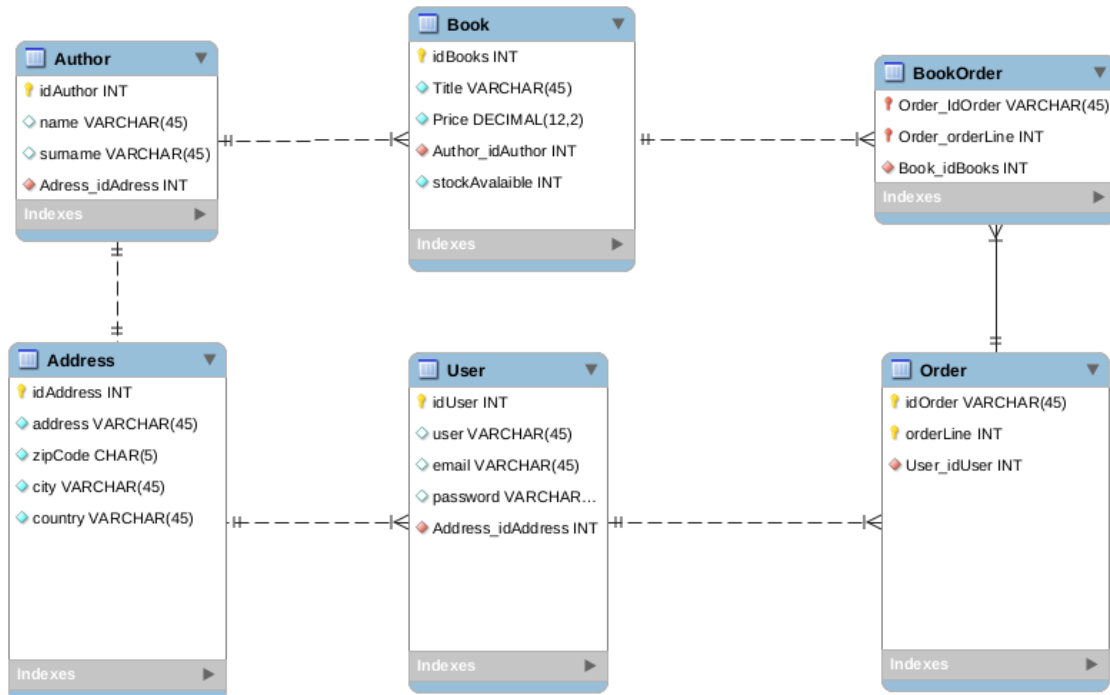 Author
idAuthor INT
name VARCHAR(45)
surname VARCHAR(45)
Adress_idAdress INT
Indexes
Book
idBooks INT
Title VARCHAR(45)
Price DECIMAL(12,2)
Author_idAuthor INT
stockAvalaible INT
Indexes
BookOrder
Order_IdOrder VARCHAR(45)
Order_orderLine INT
Book_idBooks INT
Indexes
Address
idAddress INT
address VARCHAR(45)
zipCode CHAR(5)
city VARCHAR(45)
country VARCHAR(45)
Indexes
User
idUser INT
user VARCHAR(45)
email VARCHAR(45)
password VARCHAR...
Address_idAddress INT
Indexes
Order
idOrder VARCHAR(45)
orderLine INT
User_idUser INT
Indexes